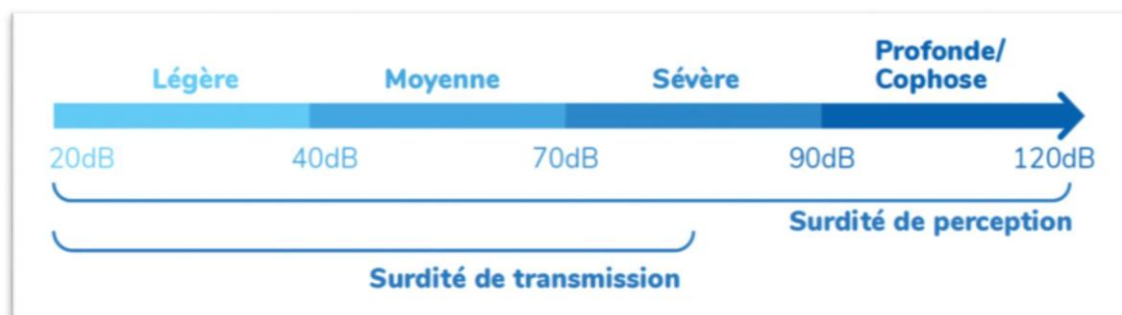 Légère Moyenne Sévère Profonde/
Cophose
20dB 40dB 70dB 90dB 120dB
Surdité de perception
Surdité de transmission